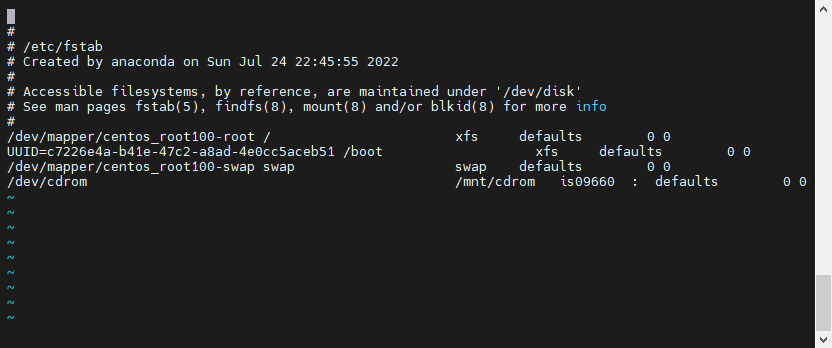 #
# /etc/fstab
# Created by anaconda on Sun Jul 24 22:45:55 2022
#
# Accessible filesystems, by reference, are maintained under '/dev/disk'
# See man pages fstab(5), findfs(8), mount(8) and/or blkid(8) for more info
#
/dev/mapper/centos_root100-root /                       xfs     defaults        0 0
UUID=c7226e4a-b41e-47c2-a8ad-4e0cc5aceb51 /boot                   xfs     defaults        0 0
/dev/mapper/centos_root100-swap swap                    swap    defaults        0 0
/dev/cdrom                                              /mnt/cdrom   is09660  :  defaults        0 0
~
~
~
~
~
~
~
~
~